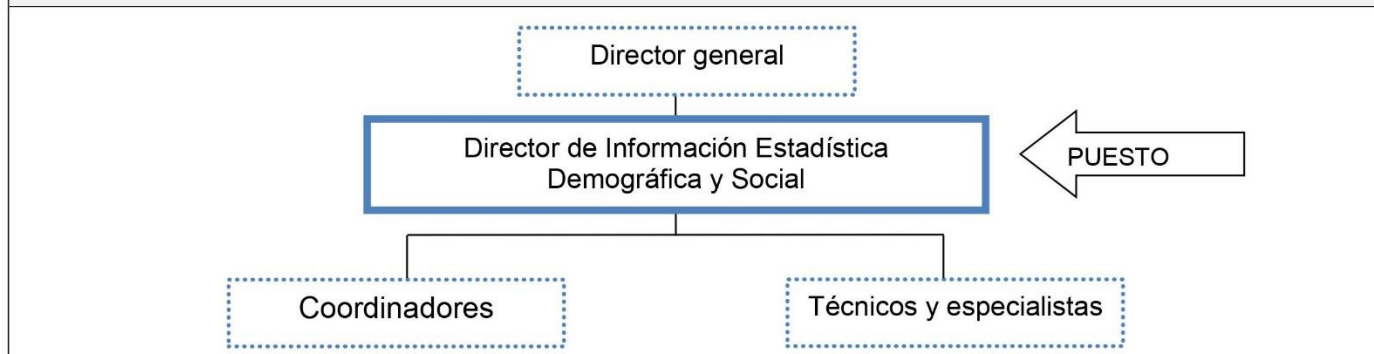 Director general
Director de Información Estadística
Demográfica y Social
PUESTO
Coordinadores
Técnicos y especialistas